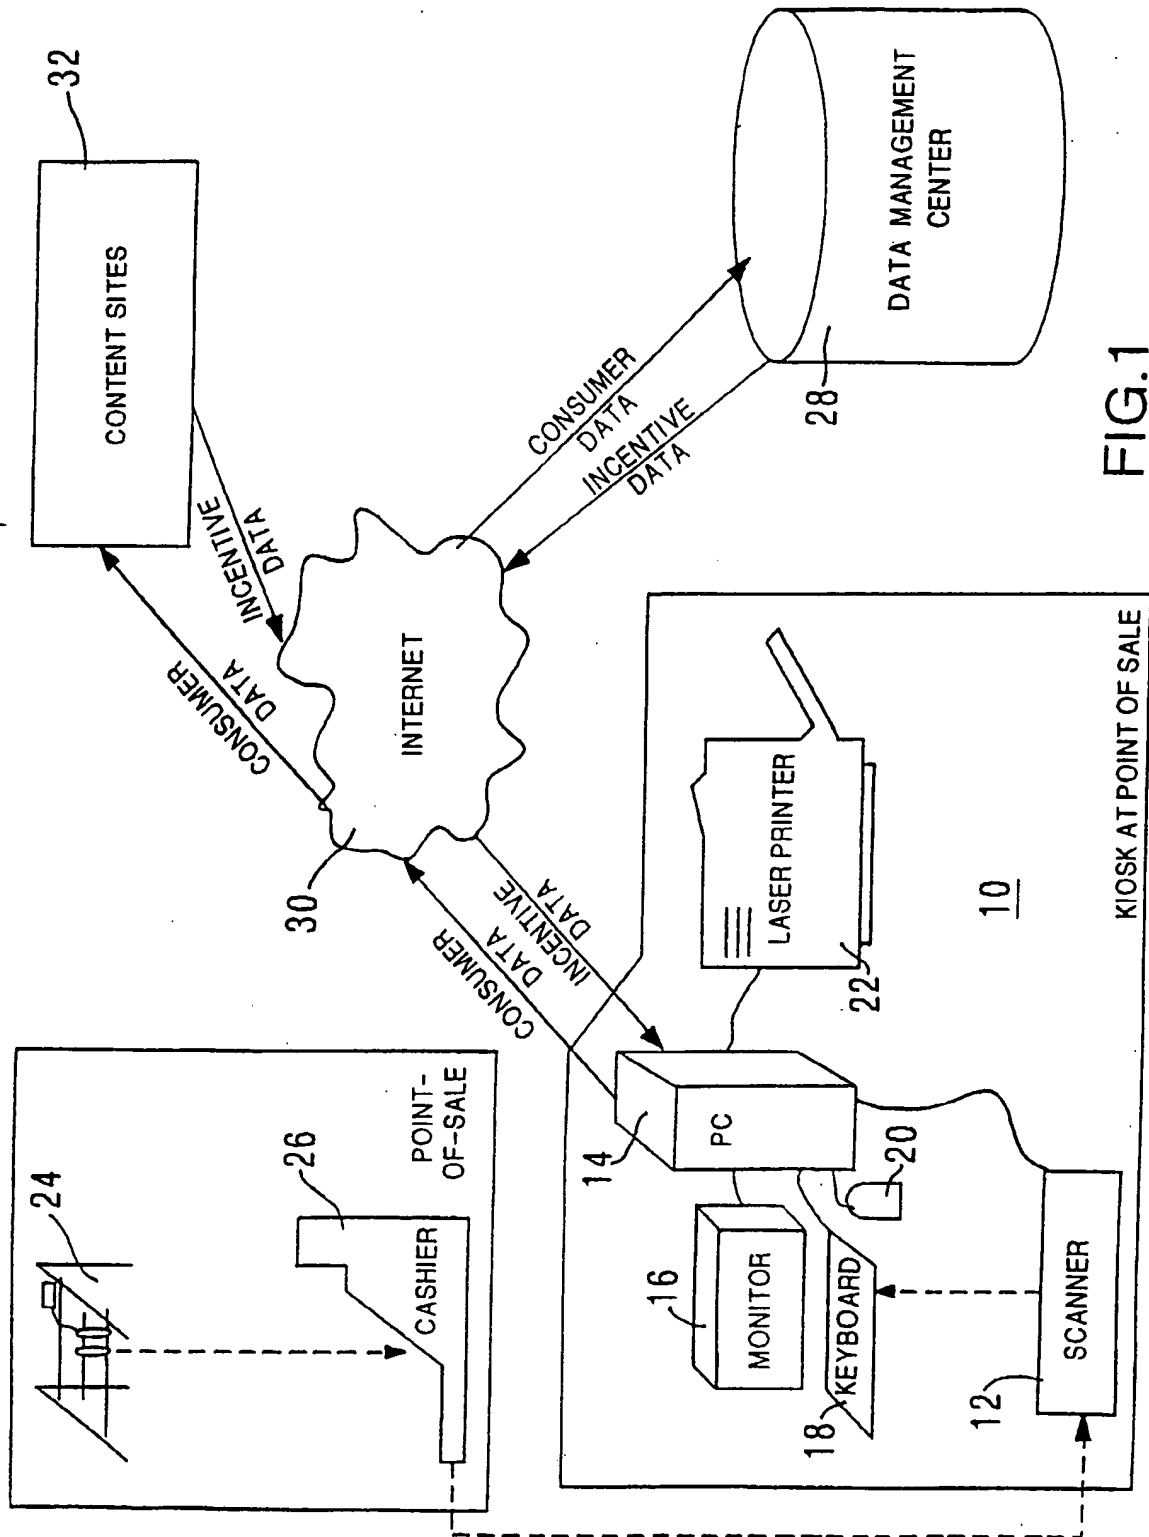 24
26
CASHIER
POINT-
OF-SALE
CONTENT SITES
32
CONSUMER
DATA
INCENTIVE
DATA
INTERNET
30
CONSUMER
DATA
INCENTIVE
DATA
CONSUMER
DATA
INCENTIVE
DATA
28
DATA MANAGEMENT
CENTER
14
PC
16
MONITOR
18
KEYBOARD
20
LASER PRINTER
22
12
SCANNER
10
KIOSK AT POINT OF SALE
FIG.1